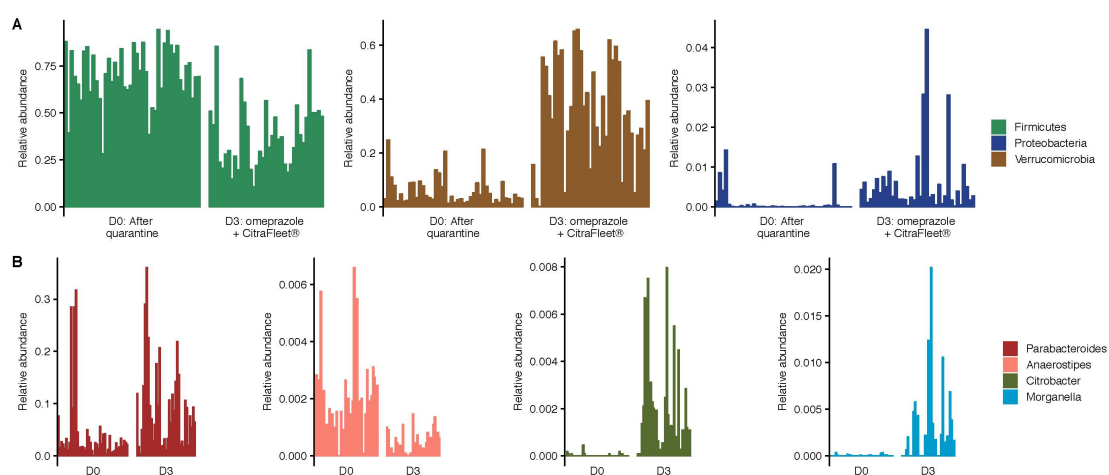 A
Relative abundance
0.75
0.50
0.25
0.00
D0: After
quarantine
D3: omeprazole
+ CitraFleet®
Relative abundance
0.6
0.4
0.2
0.0
D0: After
quarantine
D3: omeprazole
+ CitraFleet®
Relative abundance
0.04
0.03
0.02
0.01
0.00
D0: After
quarantine
D3: omeprazole
+ CitraFleet®
Firmicutes
Proteobacteria
Verrucomicrobia
B
Relative abundance
0.3
0.2
0.1
0.0
D0
D3
Relative abundance
0.006
0.004
0.002
0.000
D0
D3
Relative abundance
0.008
0.006
0.004
0.002
0.000
D0
D3
Relative abundance
0.020
0.015
0.010
0.005
0.000
D0
D3
Parabacteroides
Anaerostipes
Citrobacter
Morganella